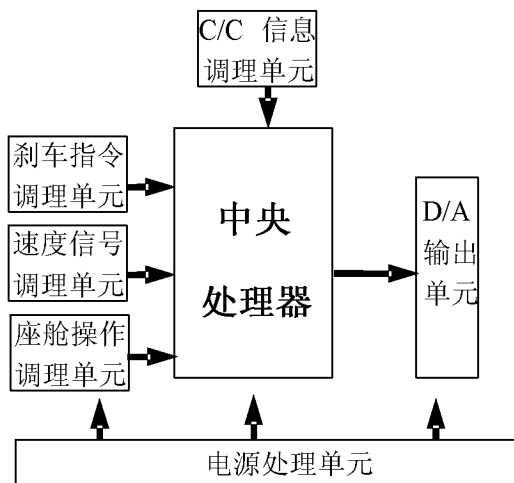 C/C 信息
调理单元
刹车指令
调理单元
速度信号
调理单元
座舱操作
调理单元
中央
处理器
D/A
输出
单元
电源处理单元